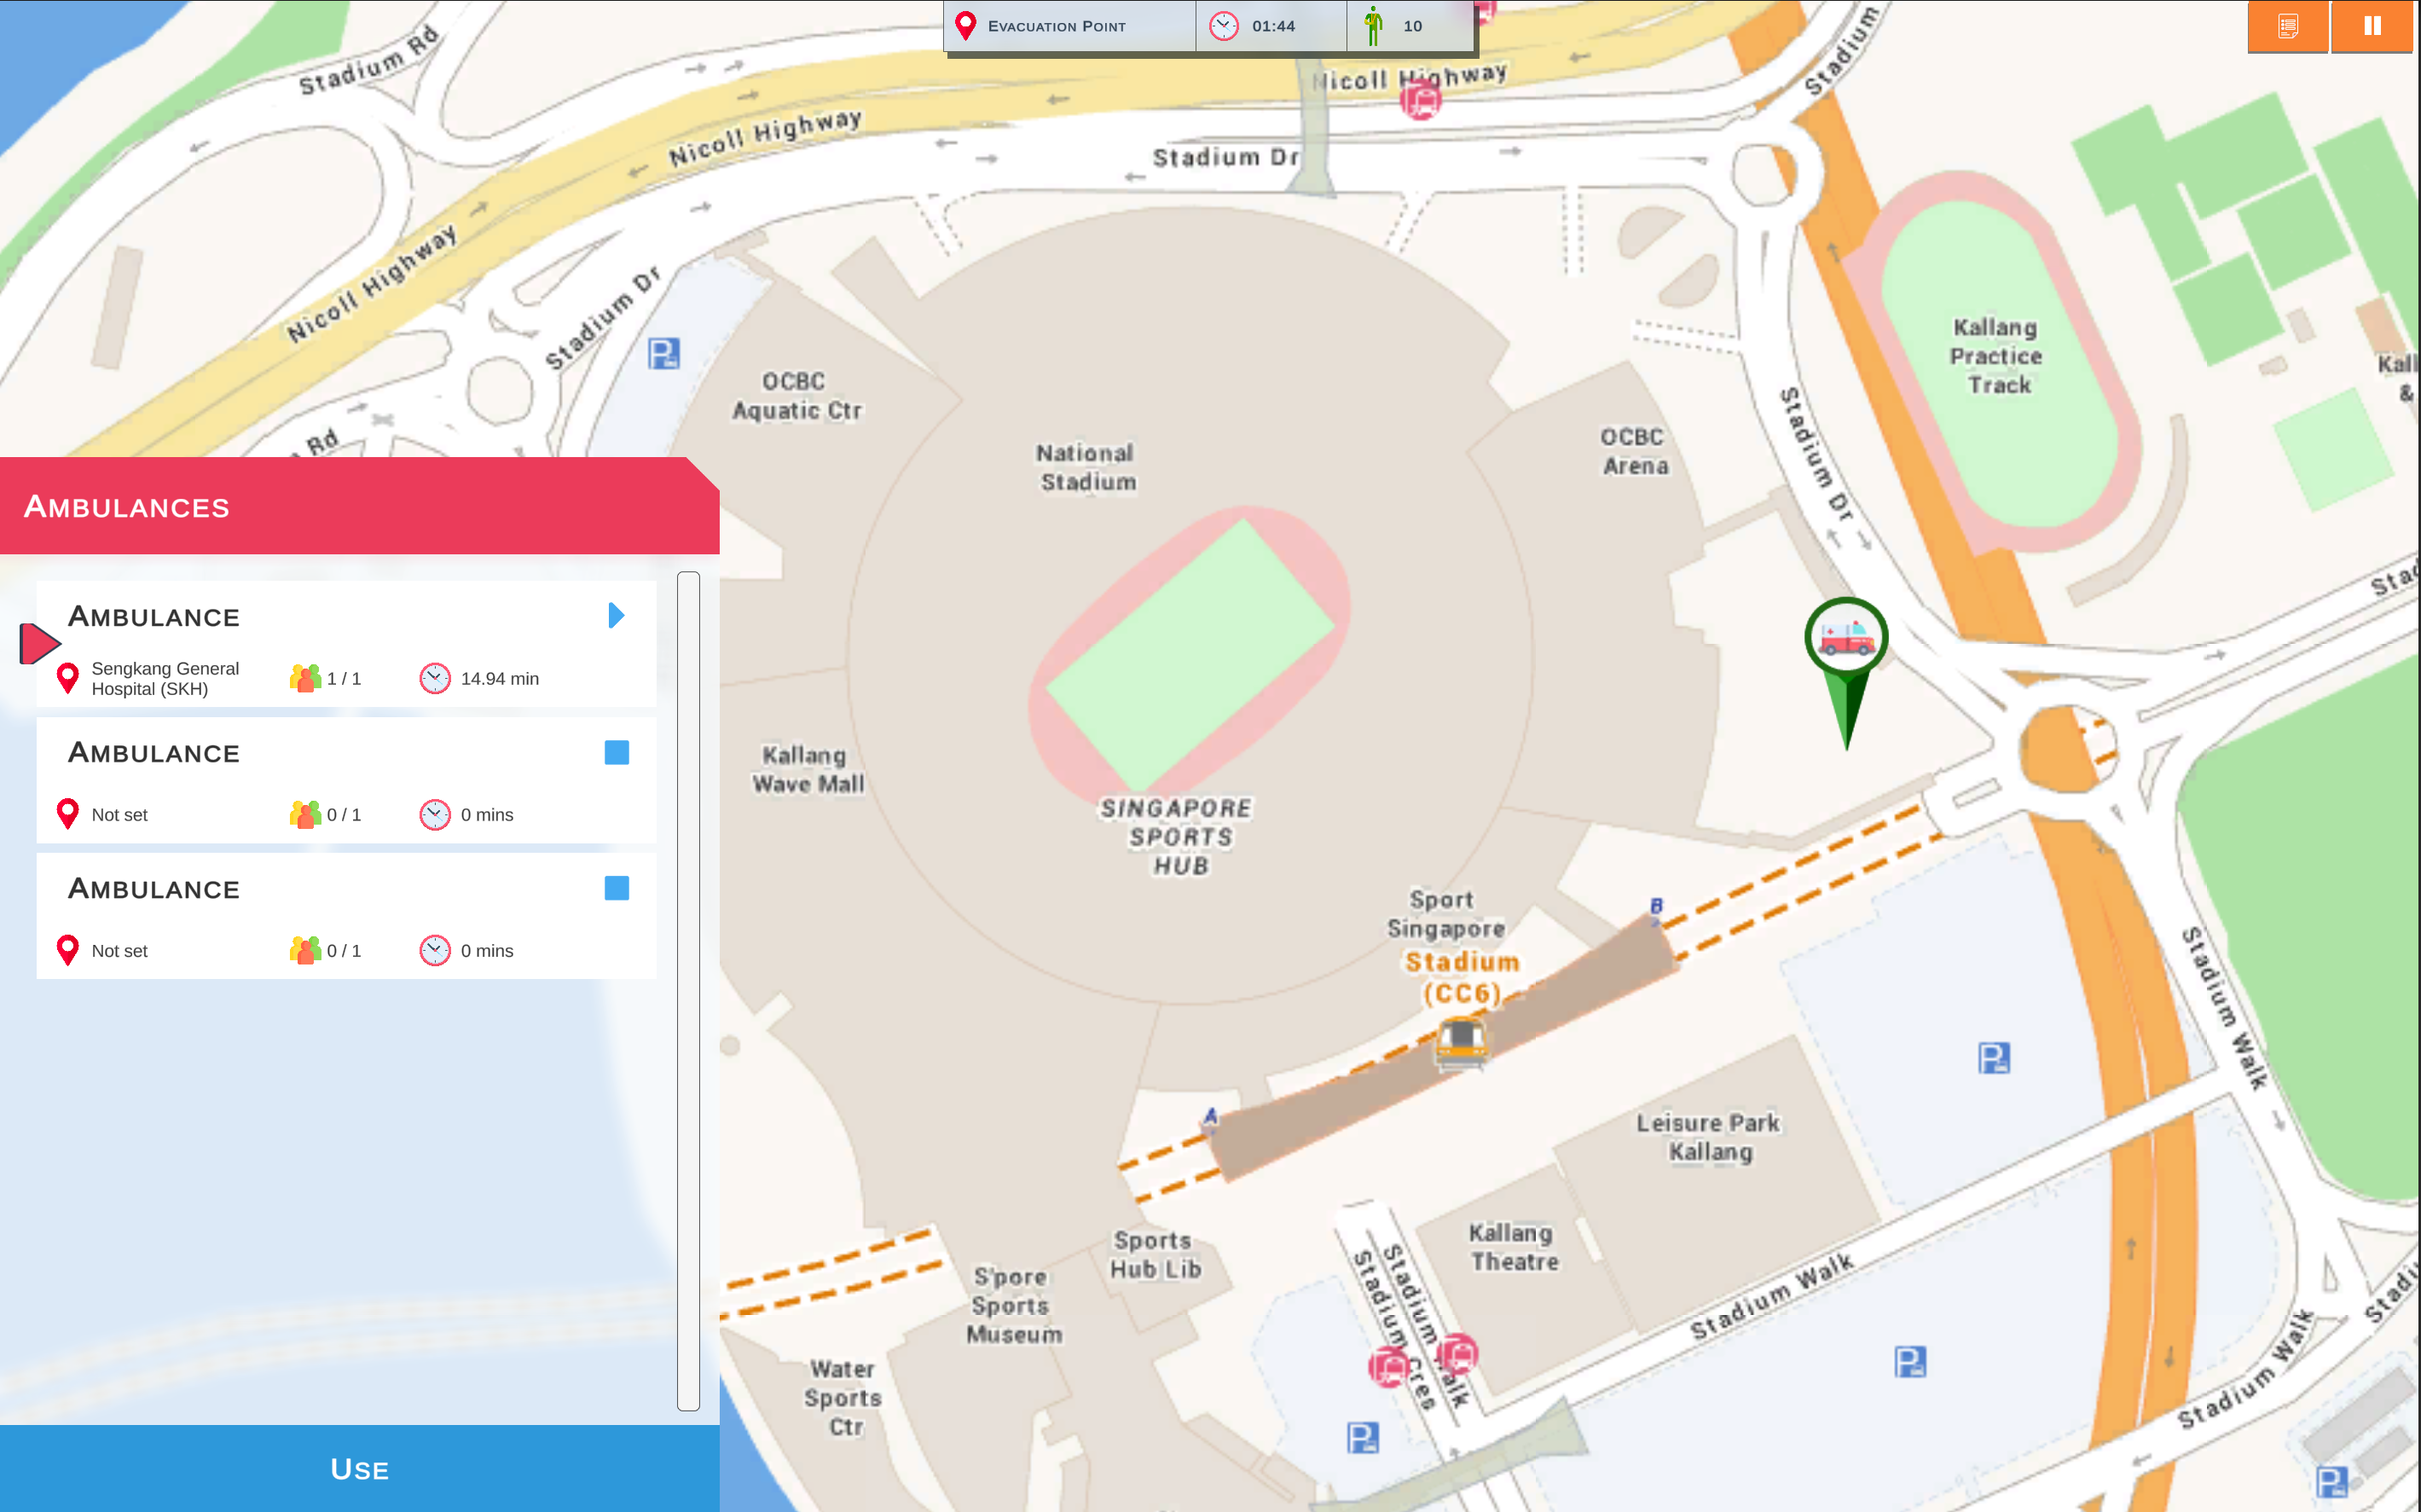 EVACUATION POINT
01:44
10
Stadium Rd
Nicoll Highway
Stadium
Nicoll Highway
Stadium Dr
Nicoll Highway
Stadium Dr
Rd
OCBC
Aquatic Ctr
National
Stadium
OCBC
Arena
Stadium Dr
Kallang
Practice
Track
Kall
&
AMBULANCES
AMBULANCE
Sengkang General
Hospital (SKH)
1 / 1
14.94 min
AMBULANCE
Not set
0 / 1
0 mins
AMBULANCE
Not set
0 / 1
0 mins
USE
Kallang
Wave Mall
SINGAPORE
SPORTS
HUB
Stad
Sport
Singapore
Stadium
(CC6)
B
A
Stadium Walk
Leisure Park
Kallang
Kallang
Theatre
Sports
Hub Lib
S'pore
Sports
Museum
Water
Sports
Ctr
Stadium Cres
Stadium Walk
Stadium Walk
Stadium Walk
Stadiu
P
P
P
P
P